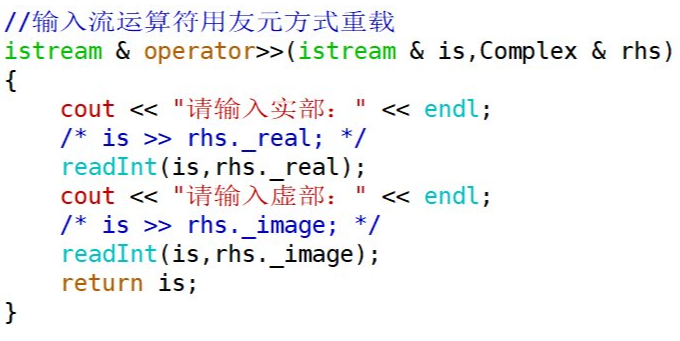 //输入流运算符用友元方式重载
istream & operator>>(istream & is,Complex & rhs)
{
    cout << "请输入实部：" << endl;
    /* is >> rhs._real; */
    readInt(is,rhs._real);
    cout << "请输入虚部：" << endl;
    /* is >> rhs._image; */
    readInt(is,rhs._image);
    return is;
}